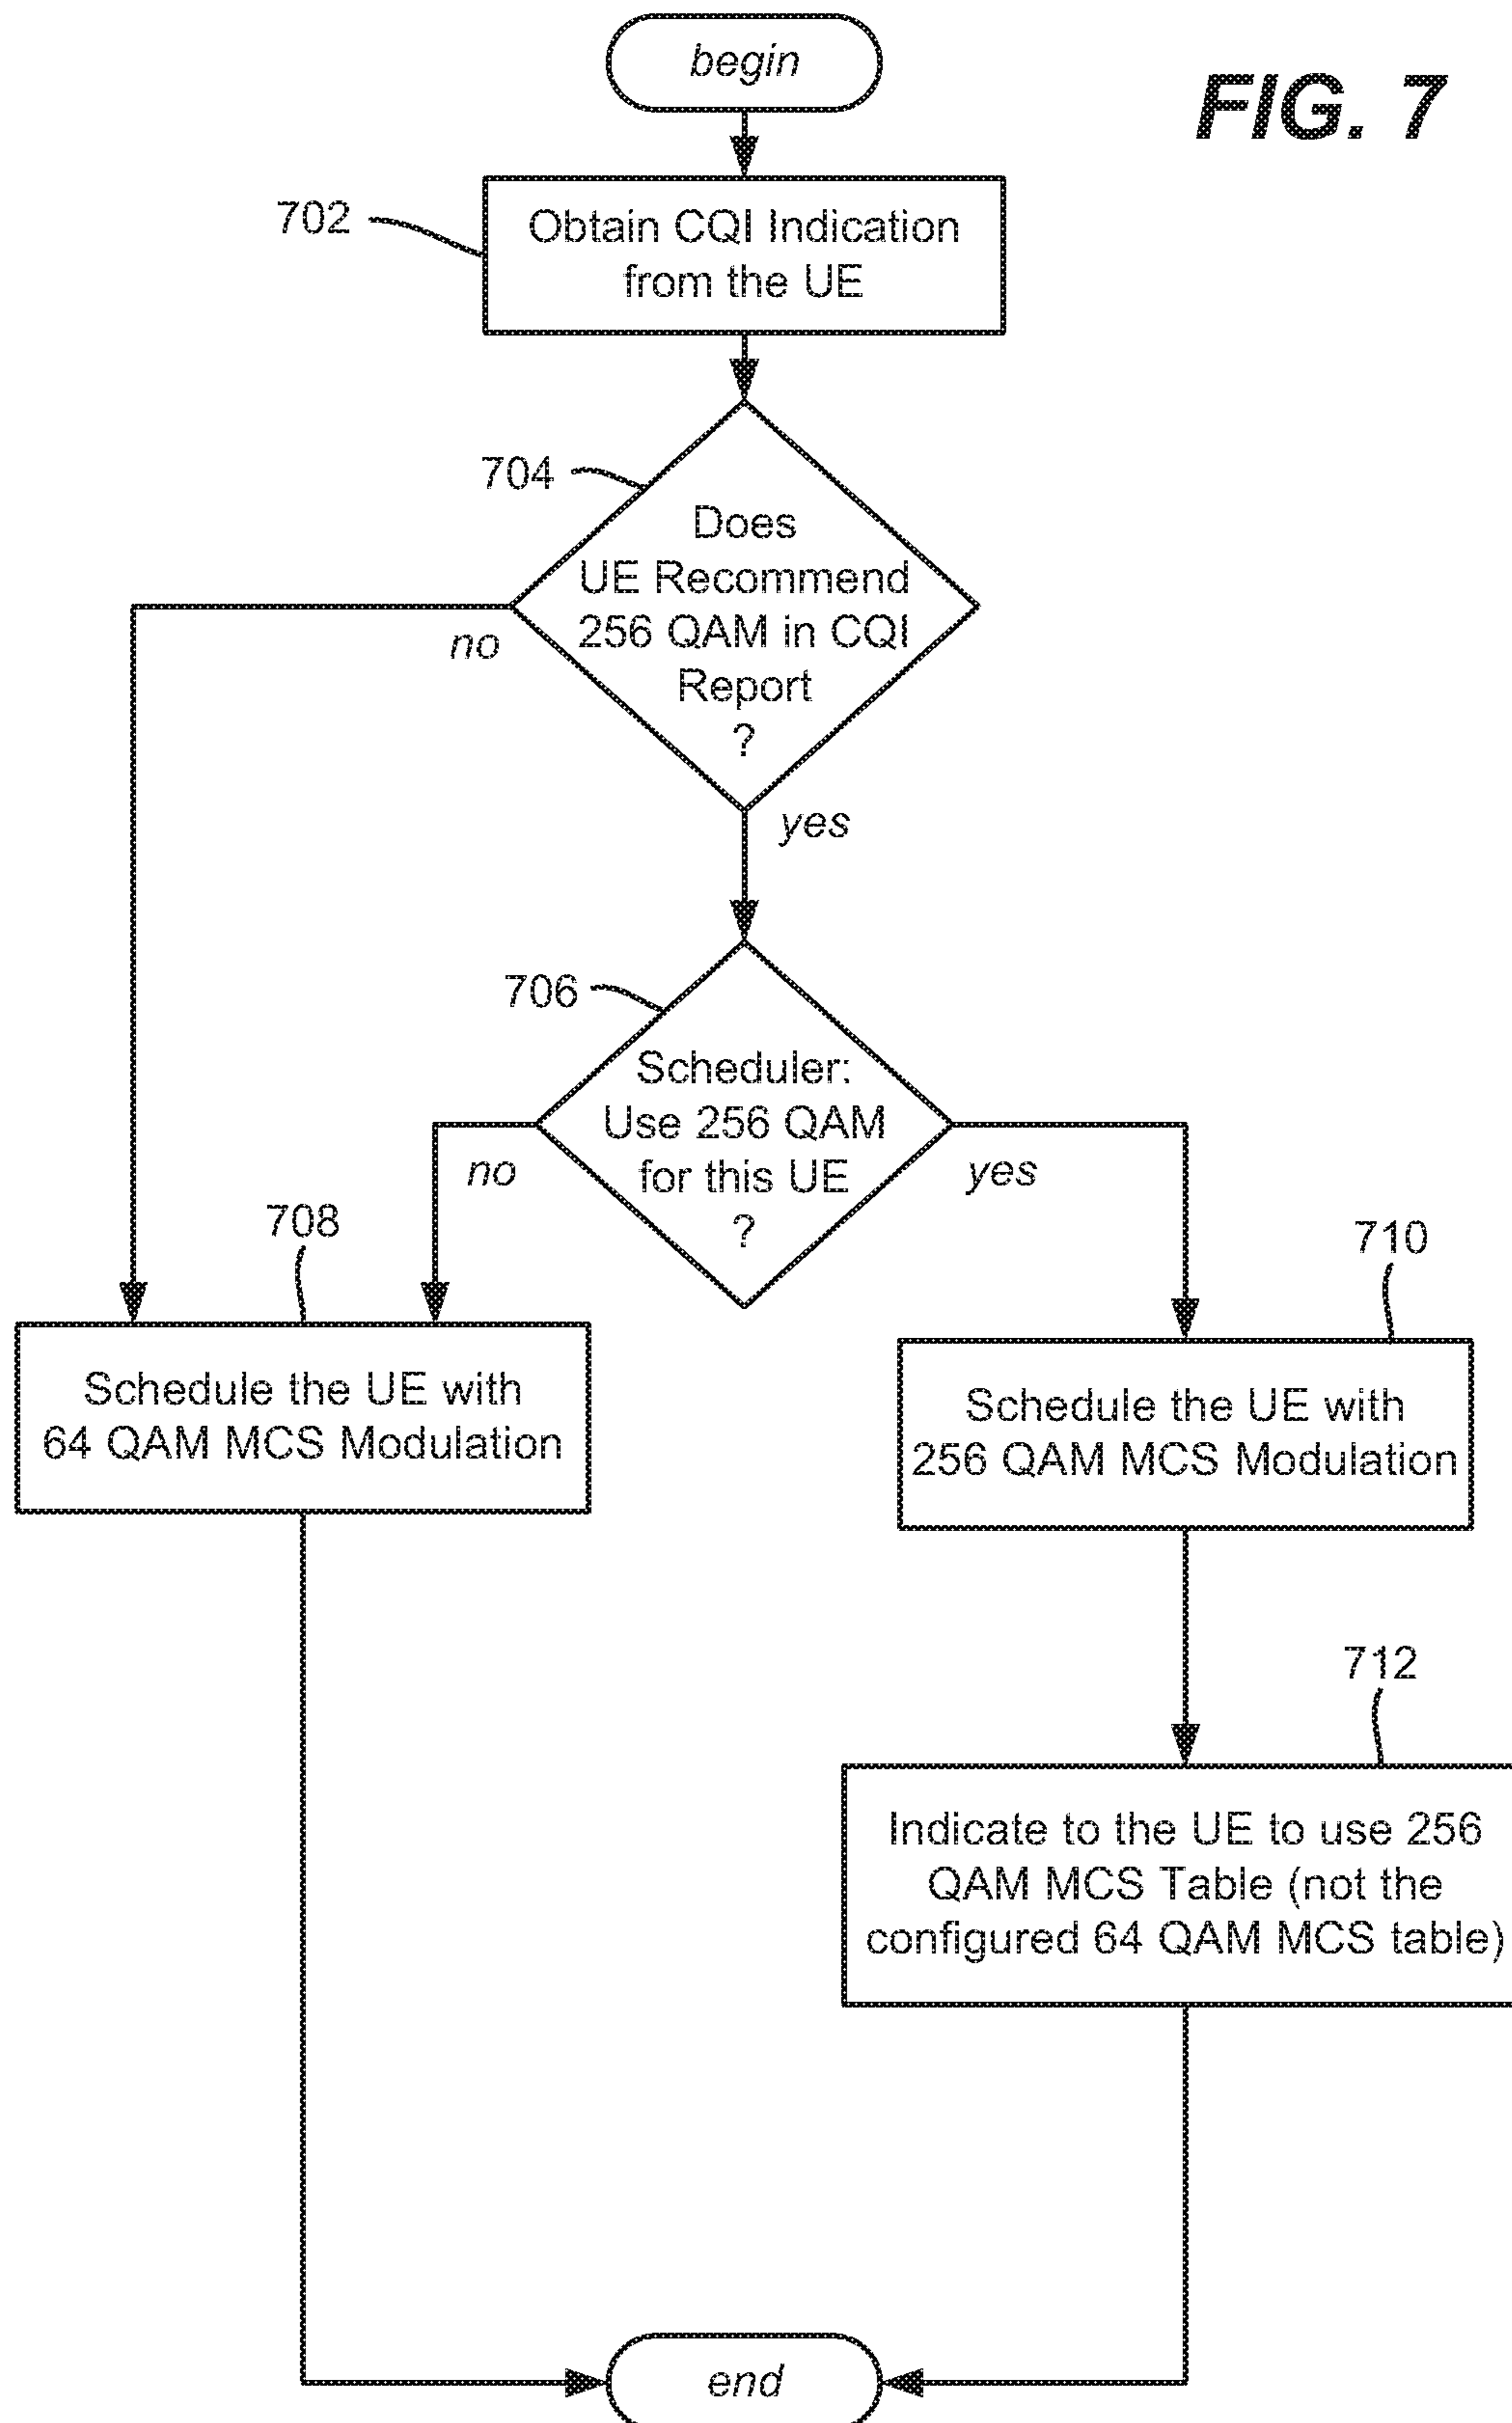 begin
FIG. 7
702
Obtain CQI Indication
from the UE
704
Does
UE Recommend
256 QAM in CQI
Report
?
no
yes
706
Scheduler:
Use 256 QAM
for this UE
?
no
yes
708
Schedule the UE with
64 QAM MCS Modulation
710
Schedule the UE with
256 QAM MCS Modulation
712
Indicate to the UE to use 256
QAM MCS Table (not the
configured 64 QAM MCS table)
end